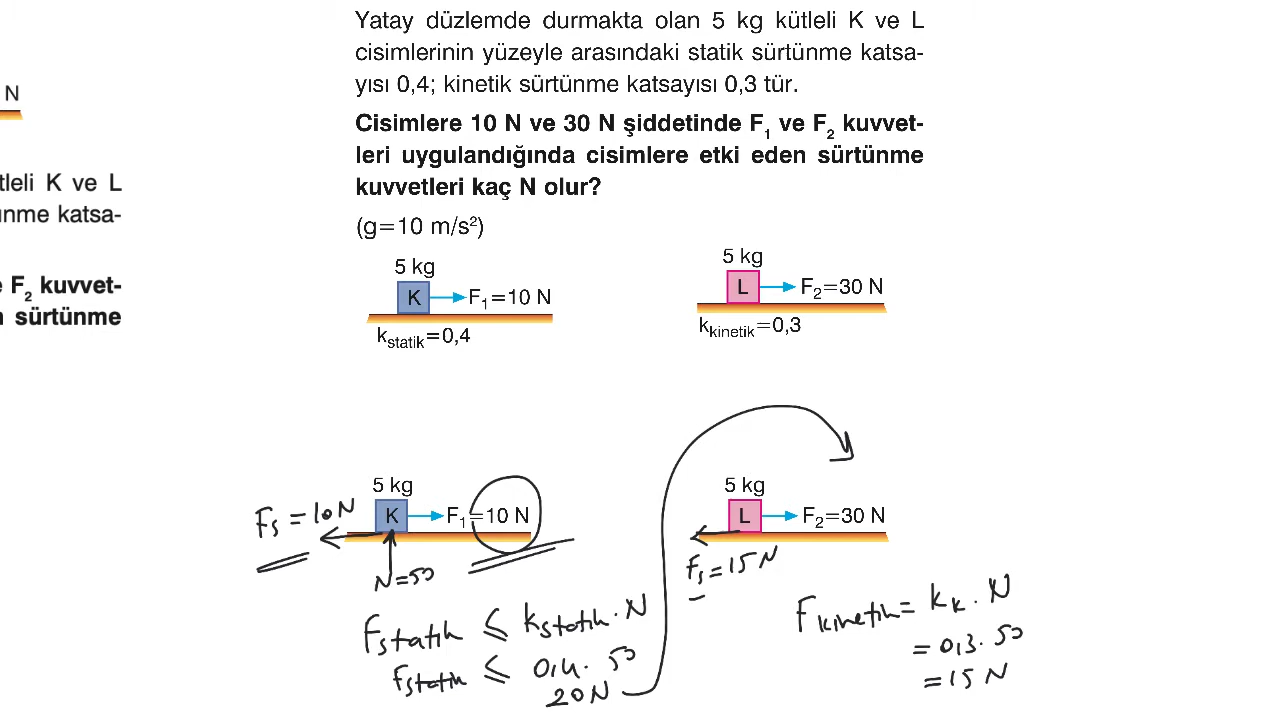 N
tleli K ve L
ünme katsa-
e F2 kuvvet-
n sürtünme
Yatay düzlemde durmakta olan 5 kg kütleli K ve L
cisimlerinin yüzeyle arasındaki statik sürtünme katsa-
yısı 0,4; kinetik sürtünme katsayısı 0,3 tür.
Cisimlere 10 N ve 30 N şiddetinde F1 ve F2 kuvvet-
leri uygulandığında cisimlere etki eden sürtünme
kuvvetleri kaç N olur?
(g=10 m/s²)
5 kg
K F1=10 N
kstatik=0,4
5 kg
L F2=30 N
kkinetik=0,3
5 kg
Fs=10N K F1=10 N
N=50
Fstatik ≤ kstatik.N
Fstatik ≤ 0,4. 50
20N
5 kg
L F2=30 N
Fs=15N
Fkinetik= kk.N
= 0,3. 50
=15 N